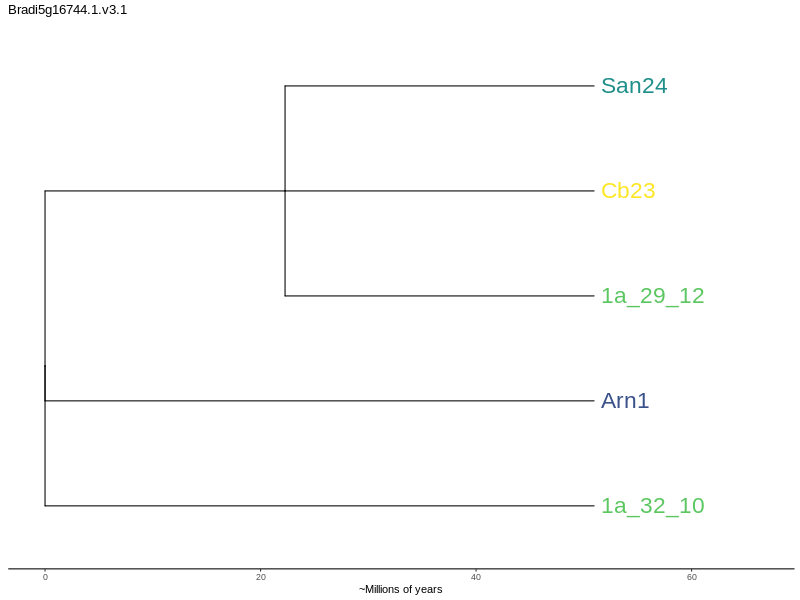 Bradi5g16744.1.v3.1
San24
Cb23
1a_29_12
Arn1
1a_32_10
0 20 40 60
~Millions of years